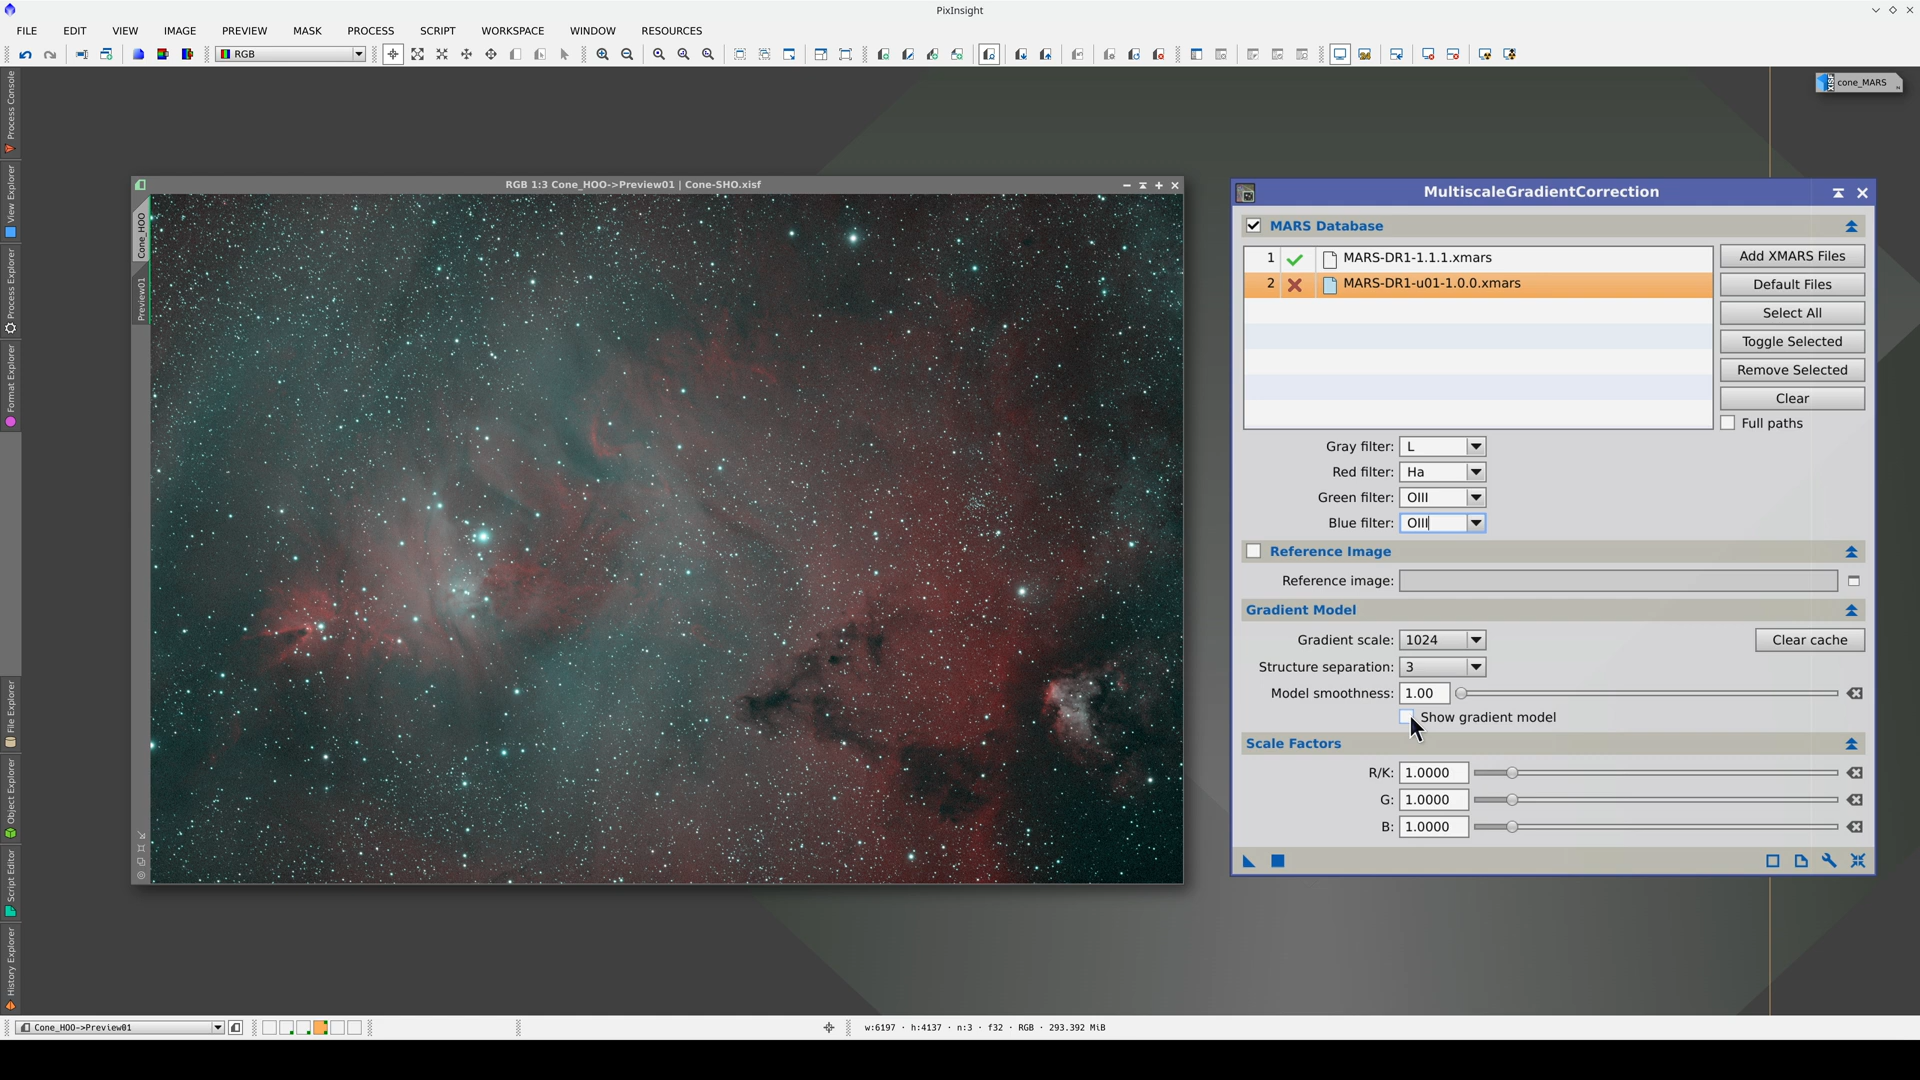 PixInsight
FILE EDIT VIEW IMAGE PREVIEW MASK PROCESS SCRIPT WORKSPACE WINDOW RESOURCES
RGB
cone_MARS
Process Console
View Explorer
Process Explorer
Format Explorer
File Explorer
Object Explorer
Script Editor
History Explorer
RGB 1:3 Cone_HOO->Preview01 | Cone-SHO.xisf
Cone_HOO
Preview01
MultiscaleGradientCorrection
MARS Database
1 MARS-DR1-1.1.1.xmars
2 MARS-DR1-u01-1.0.0.xmars
Add XMARS Files
Default Files
Select All
Toggle Selected
Remove Selected
Clear
Full paths
Gray filter: L
Red filter: Ha
Green filter: OIII
Blue filter: OIII
Reference Image
Reference image:
Gradient Model
Gradient scale: 1024 Clear cache
Structure separation: 3
Model smoothness: 1.00
Show gradient model
Scale Factors
R/K: 1.0000
G: 1.0000
B: 1.0000
Cone_HOO->Preview01
w:6197 · h:4137 · n:3 · f32 · RGB · 293.392 MiB